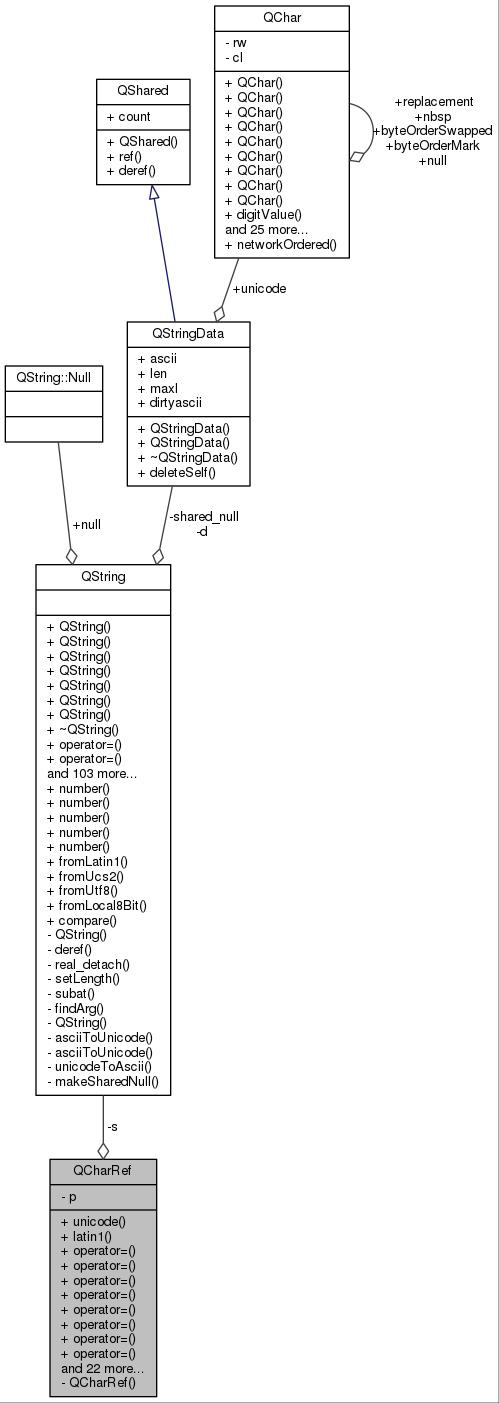 QChar
- rw
- cl
+ QChar()
+ QChar()
+ QChar()
+ QChar()
+ QChar()
+ QChar()
+ QChar()
+ QChar()
+ QChar()
+ digitValue()
and 25 more...
+ networkOrdered()
+replacement
+nbsp
+byteOrderSwapped
+byteOrderMark
+null
QShared
+ count
+ QShared()
+ ref()
+ deref()
+unicode
QStringData
+ ascii
+ len
+ maxl
+ dirtyascii
+ QStringData()
+ QStringData()
+ ~QStringData()
+ deleteSelf()
QString::Null
+null
-shared_null
-d
QString
+ QString()
+ QString()
+ QString()
+ QString()
+ QString()
+ QString()
+ QString()
+ ~QString()
+ operator=()
+ operator=()
and 103 more...
+ number()
+ number()
+ number()
+ number()
+ number()
+ fromLatin1()
+ fromUcs2()
+ fromUtf8()
+ fromLocal8Bit()
+ compare()
- QString()
- deref()
- real_detach()
- setLength()
- subat()
- findArg()
- QString()
- asciiToUnicode()
- asciiToUnicode()
- unicodeToAscii()
- makeSharedNull()
-s
QCharRef
- p
+ unicode()
+ latin1()
+ operator=()
+ operator=()
+ operator=()
+ operator=()
+ operator=()
+ operator=()
+ operator=()
+ operator=()
and 22 more...
- QCharRef()